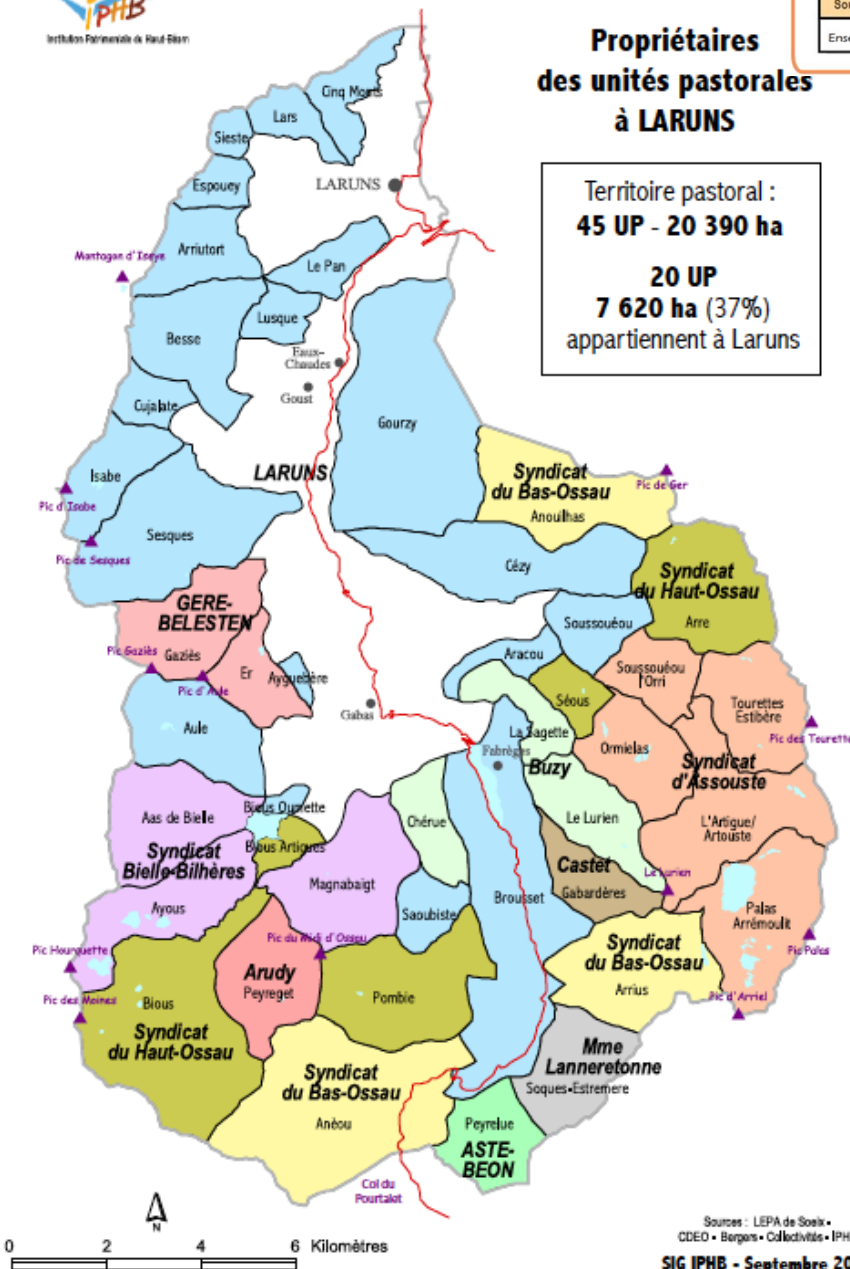 IPHB
Institution Patrimoniale du Haut-Béarn
Propriétaires
des unités pastorales
à LARUNS
Territoire pastoral :
45 UP - 20 390 ha
20 UP
7 620 ha (37%)
appartiennent à Laruns
Cinq Monts
Lars
Sieste
LARUNS
Espouey
Arriutort
Montagon d'Iseye
Le Pan
Lusque
Besse
Eaux-
Chaudes
Goust
Cujalate
Gourzy
LARUNS
Isabe
Pic d'Isabe
Syndicat
du Bas-Ossau
Anouilhas
Pic de Ger
Sesques
Pic de Sesques
Cézy
Syndicat
du Haut-Ossau
Arre
GERE-
BELESTEN
Gaziès
Pic Gaziès
Er
Pic d'Aule
Ayguebère
Soussouéou
Aracou
Soussouéou
l'Orri
Tourettes
Estibère
Pic des Tourette
Séous
Aule
Gabas
La Sagette
Fabrèges
Buzy
Ormielas
Syndicat
d'Assouste
Aas de Bielle
Bious Oumette
Bious Artigues
Syndicat
Bielle-Bilhères
Chérue
Le Lurien
L'Artigue/
Artouste
Castet
Gabardères
Le Lurien
Magnabaigt
Ayous
Saoubiste
Brousset
Palas
Arrémoulit
Pic Hourquette
Pic du Midi d'Ossau
Syndicat
du Bas-Ossau
Arrius
Pic Palas
Arudy
Peyreget
Pic des Moines
Bious
Pombie
Pic d'Arriel
Syndicat
du Haut-Ossau
Syndicat
du Bas-Ossau
Anèou
Mme
Lanneretonne
Soques-Estremere
Peyrelue
ASTE-
BEON
Col du
Pourtalet
N
0 2 4 6 Kilomètres
Sources : LEPA de Soeix -
CDEO - Bergers - Collectivités - IPH
SIG IPHB - Septembre 20